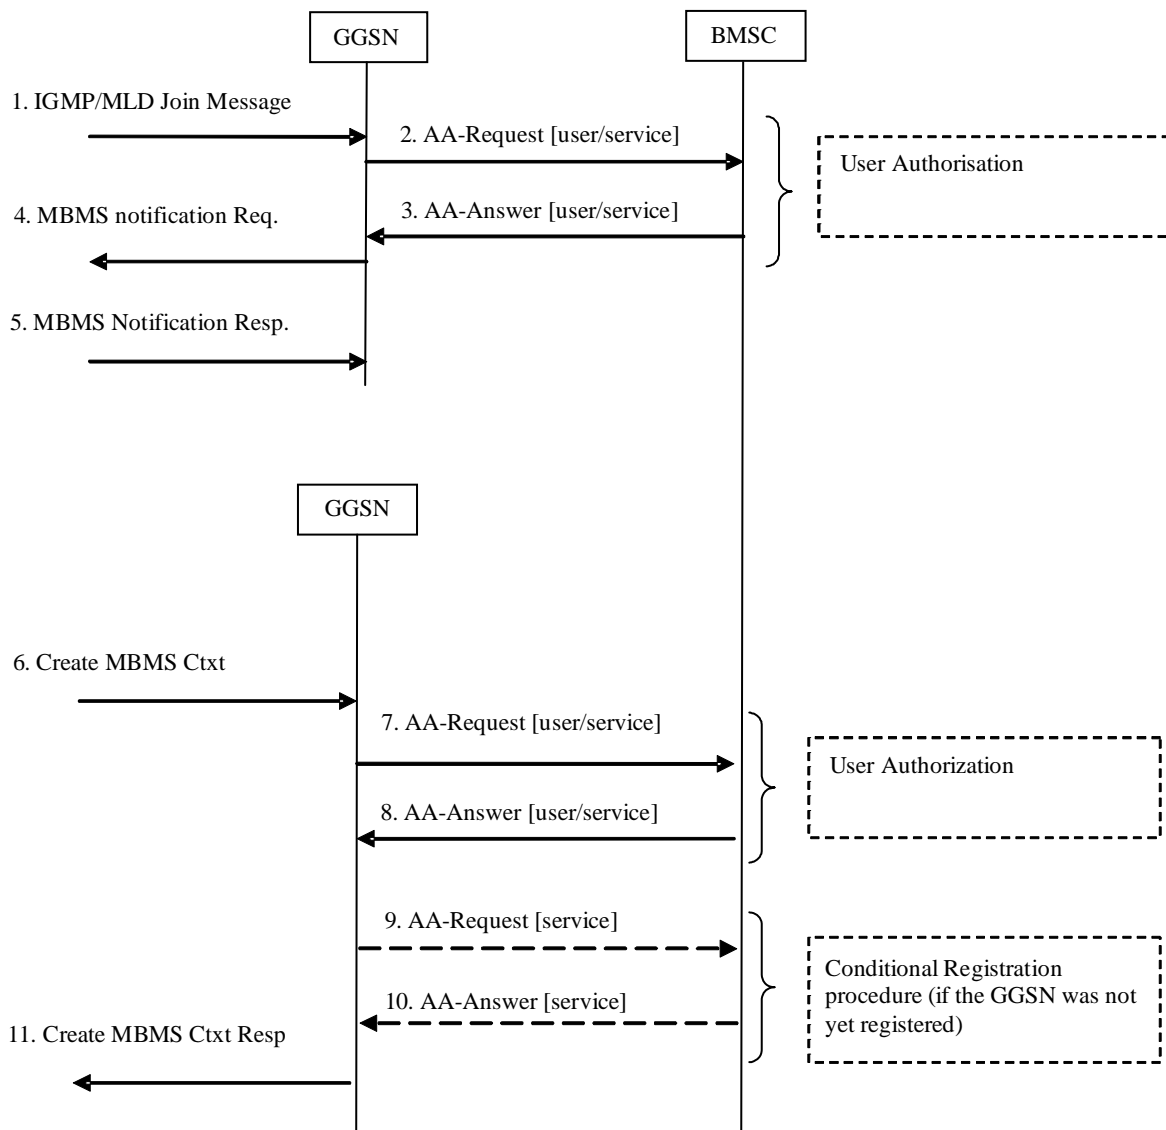 GGSN
BMSC
1. IGMP/MLD Join Message
2. AA-Request [user/service]
User Authorisation
3. AA-Answer [user/service]
4. MBMS notification Req.
5. MBMS Notification Resp.
GGSN
6. Create MBMS Ctxt
7. AA-Request [user/service]
User Authorization
8. AA-Answer [user/service]
9. AA-Request [service]
Conditional Registration
procedure (if the GGSN was not
yet registered)
10. AA-Answer [service]
11. Create MBMS Ctxt Resp